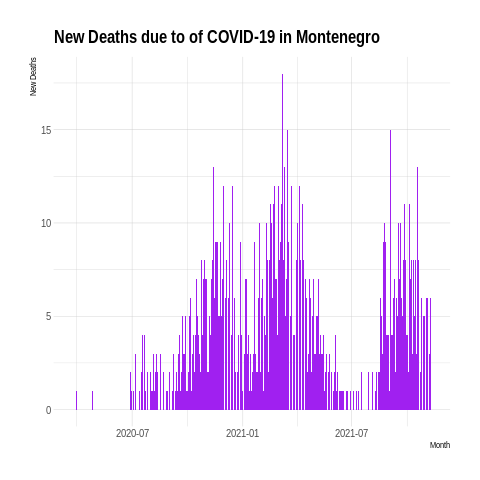 New Deaths due to of COVID-19 in Montenegro
New Deaths
15
10
5
0
2020-07
2021-01
2021-07
Month